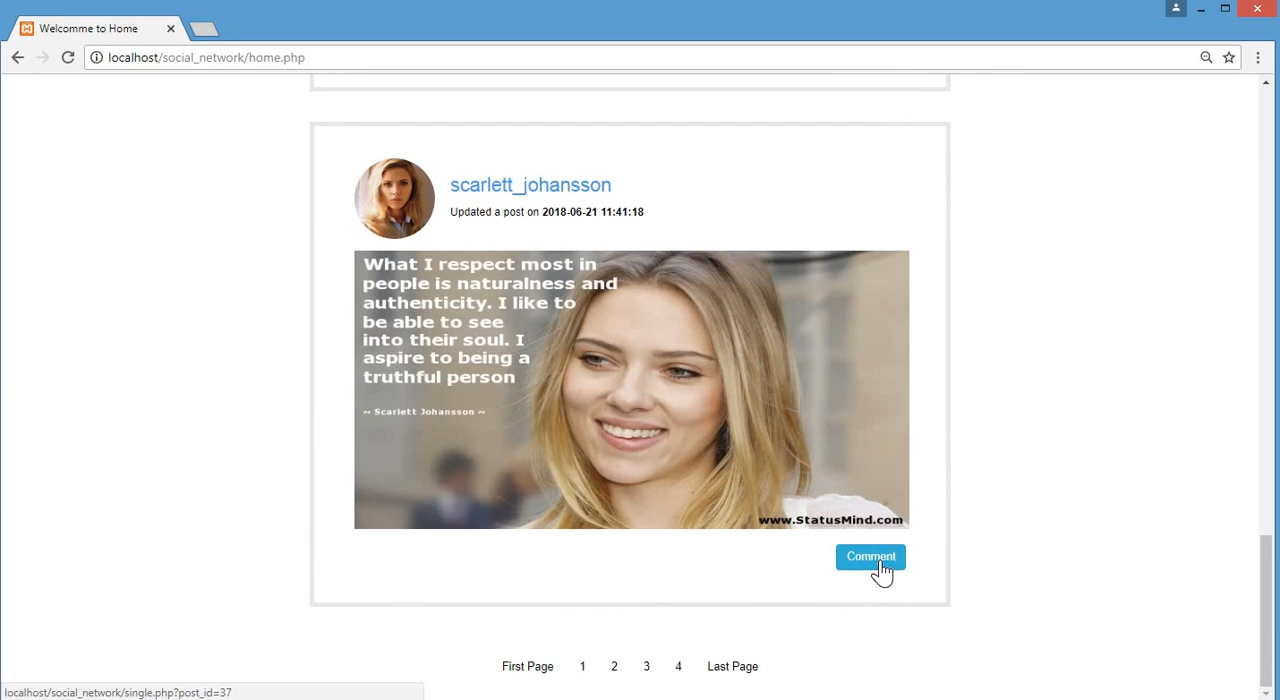 Welcomme to Home
localhost/social_network/home.php
scarlett_johansson
Updated a post on 2018-06-21 11:41:18
What I respect most in
people is naturalness and
authenticity. I like to
be able to see
into their soul. I
aspire to being a
truthful person
~ Scarlett Johansson ~
www.StatusMind.com
Comment
First Page 1 2 3 4 Last Page
localhost/social_network/single.php?post_id=37